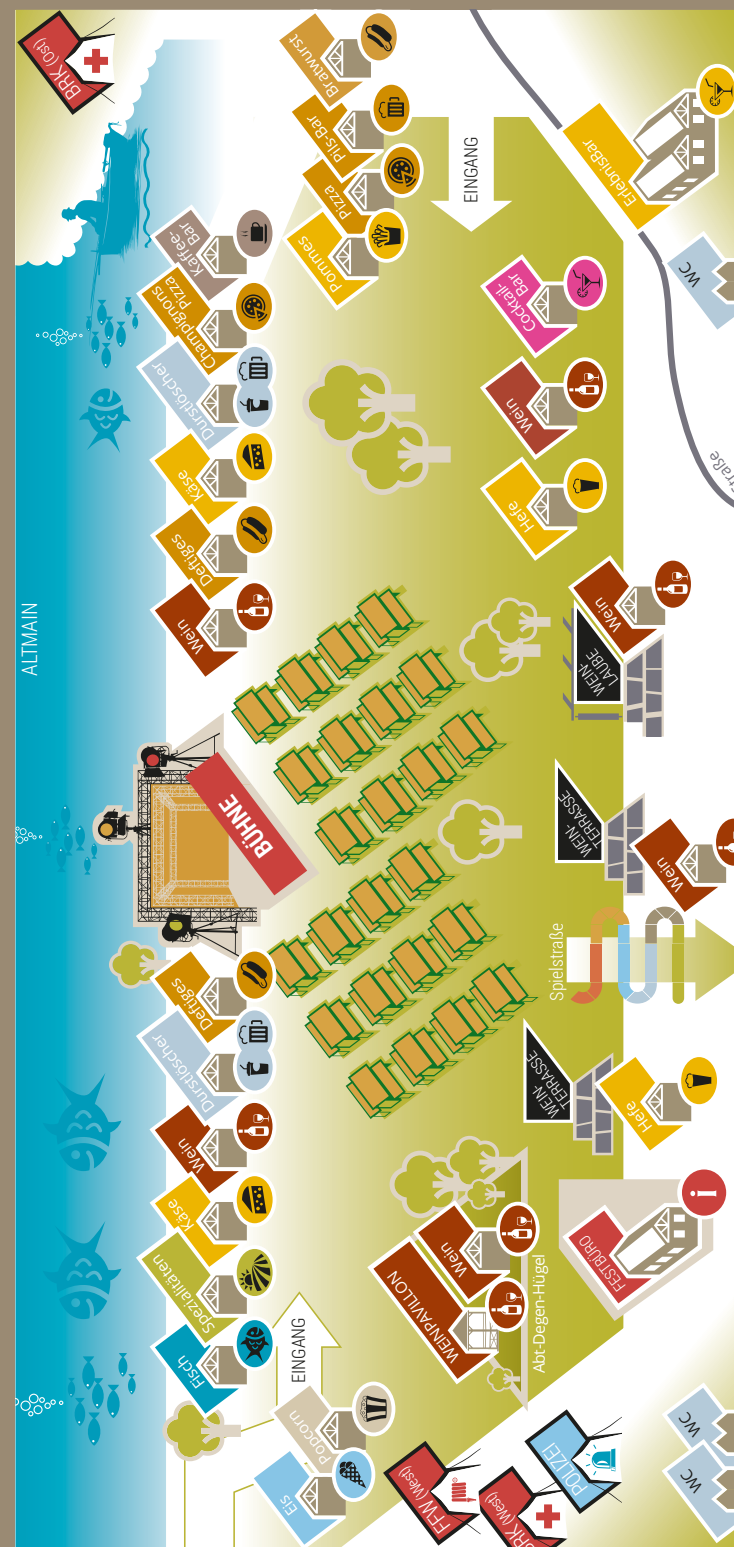 BRK (Ost)
Bratwurst
Pils-Bar
Pizza
Pommes
EINGANG
ErlebnisBar
WC
Kaffee-
Bar
Champignons
Pizza
Durstlöscher
Käse
Deftiges
Wein
Cocktail-
Bar
Wein
Hefe
Straße
ALTMAIN
Wein
WEIN-
LAUBE
BÜHNE
WEIN-
TERRASSE
Wein
Spielstraße
Deftiges
Durstlöscher
Wein
Käse
Spezialitäten
Fisch
WEIN-
TERRASSE
Hefe
FESTBÜRO
i
Wein
WEINPAVILLON
Abt-Degen-Hügel
EINGANG
Popcorn
Eis
FFW (West)
BRK (West)
POLIZEI
WC
WC